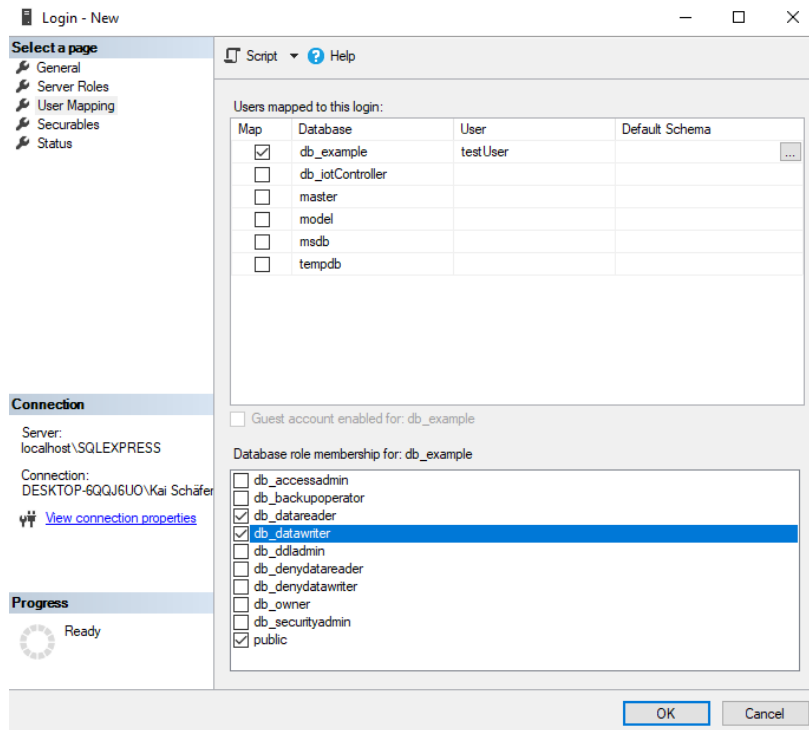 Login - New
Select a page
General
Server Roles
User Mapping
Securables
Status
Script Help
Users mapped to this login:
Map Database User Default Schema
db_example testUser ...
db_iotController
master
model
msdb
tempdb
Guest account enabled for: db_example
Database role membership for: db_example
db_accessadmin
db_backupoperator
db_datareader
db_datawriter
db_ddladmin
db_denydatareader
db_denydatawriter
db_owner
db_securityadmin
public
Connection
Server:
localhost\SQLEXPRESS
Connection:
DESKTOP-6QQJ6UO\Kai Schäfer
View connection properties
Progress
Ready
OK Cancel